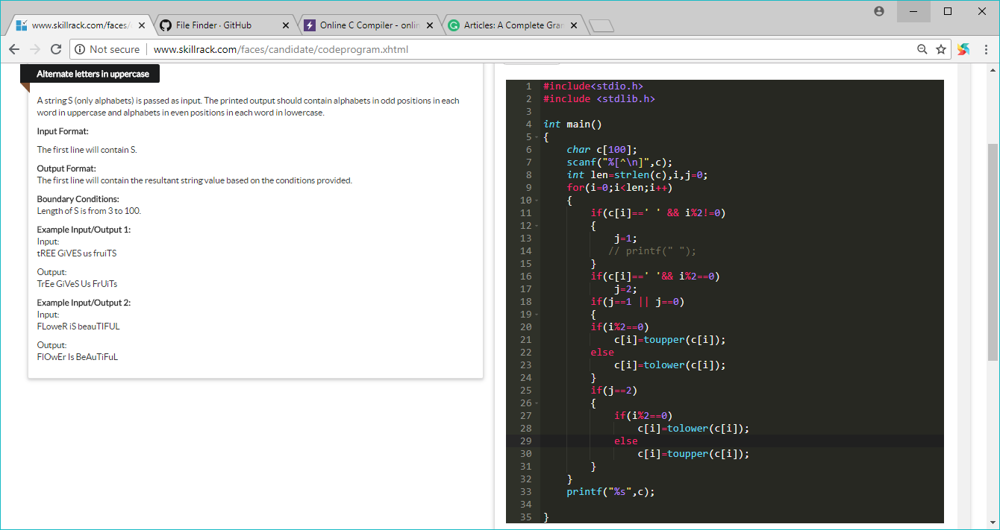 www.skillrack.com/faces/
File Finder · GitHub
Online C Compiler - onlin
Articles: A Complete Gran
Not secure
www.skillrack.com/faces/candidate/codeprogram.xhtml
Alternate letters in uppercase
A string S (only alphabets) is passed as input. The printed output should contain alphabets in odd positions in each
word in uppercase and alphabets in even positions in each word in lowercase.
Input Format:
The first line will contain S.
Output Format:
The first line will contain the resultant string value based on the conditions provided.
Boundary Conditions:
Length of S is from 3 to 100.
Example Input/Output 1:
Input:
tREE GiVES us fruiTS
Output:
TrEe GiVeS Us FrUiTs
Example Input/Output 2:
Input:
FLoweR iS beauTIFUL
Output:
FlOwEr Is BeAuTiFuL
1 #include<stdio.h>
2 #include <stdlib.h>
3
4 int main()
5 {
6 char c[100];
7 scanf("%[^\n]",c);
8 int len=strlen(c),i,j=0;
9 for(i=0;i<len;i++)
10 {
11 if(c[i]==' ' && i%2!=0)
12 {
13 j=1;
14 // printf(" ");
15 }
16 if(c[i]==' '&& i%2==0)
17 j=2;
18 if(j==1 || j==0)
19 {
20 if(i%2==0)
21 c[i]=toupper(c[i]);
22 else
23 c[i]=tolower(c[i]);
24 }
25 if(j==2)
26 {
27 if(i%2==0)
28 c[i]=tolower(c[i]);
29 else
30 c[i]=toupper(c[i]);
31 }
32 }
33 printf("%s",c);
34
35 }